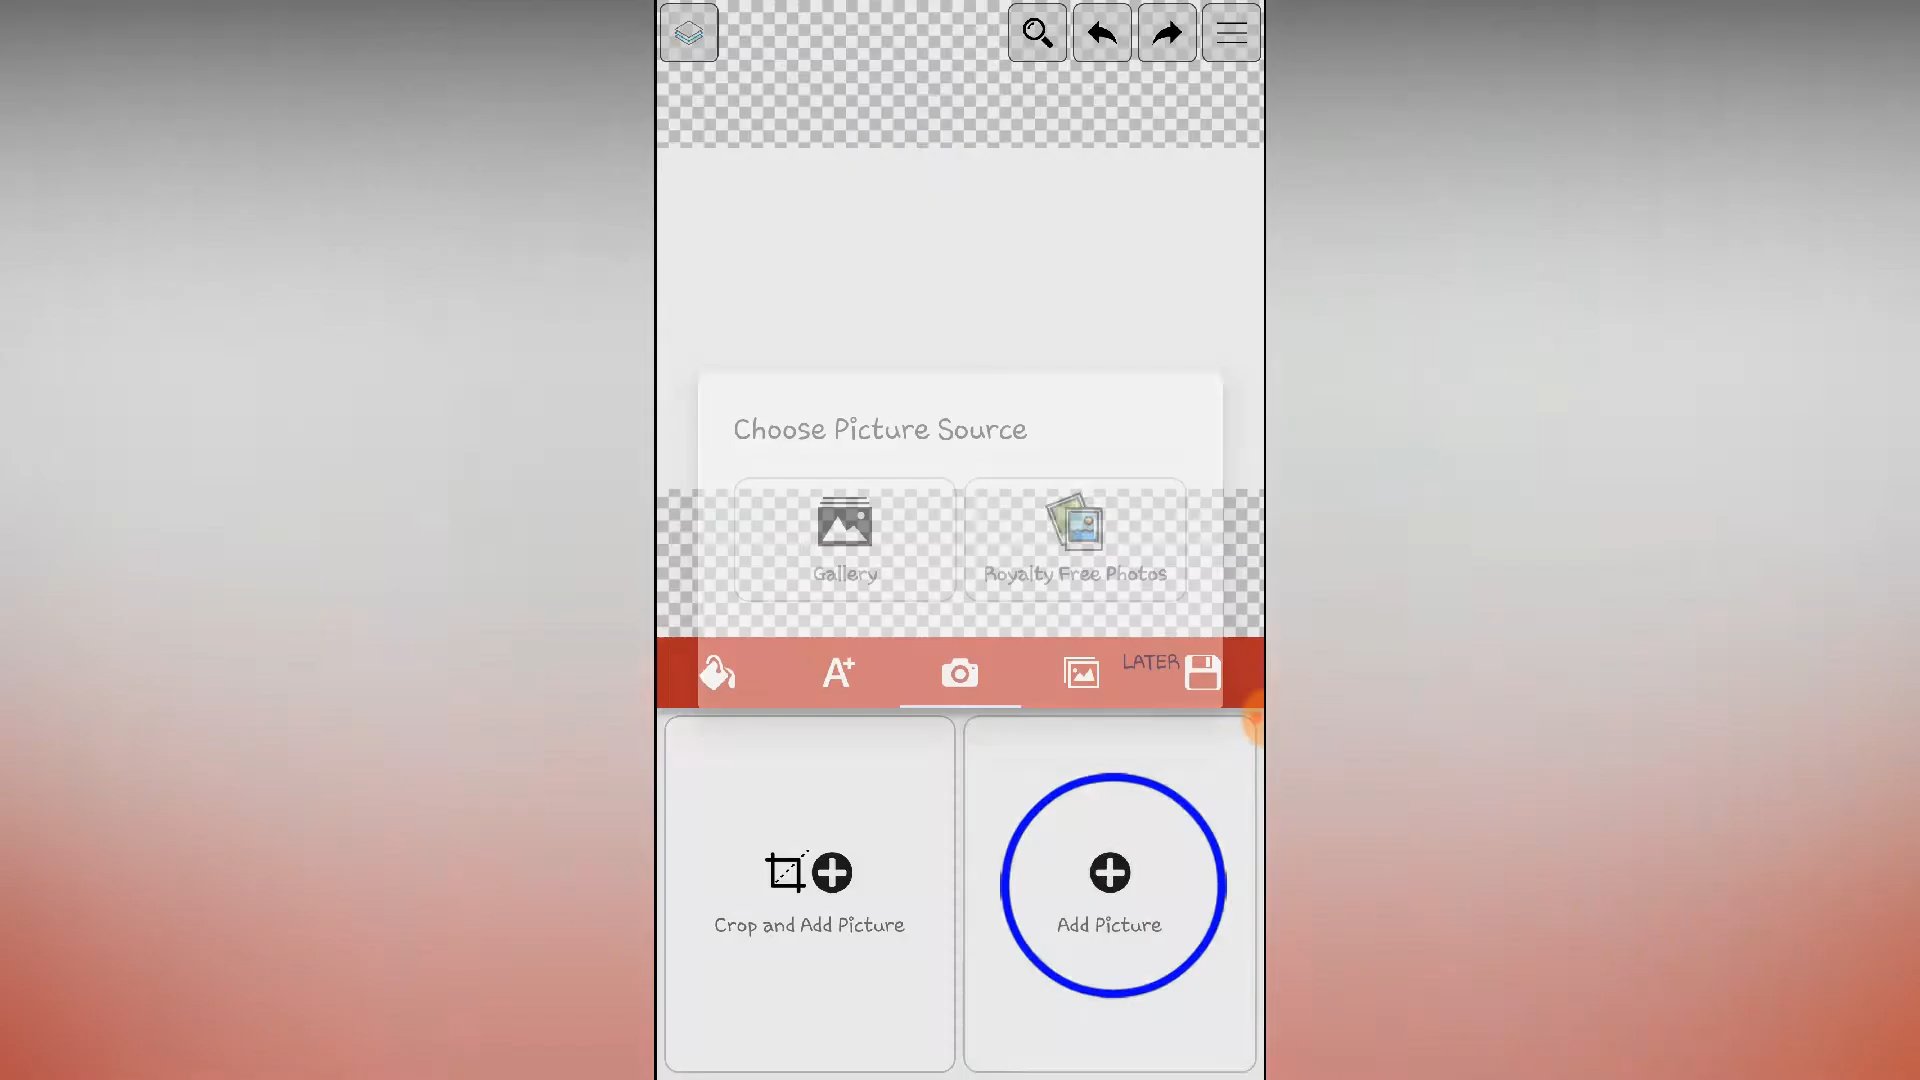 Choose Picture Source
Gallery
Royalty Free Photos
A+
LATER
Crop and Add Picture
Add Picture